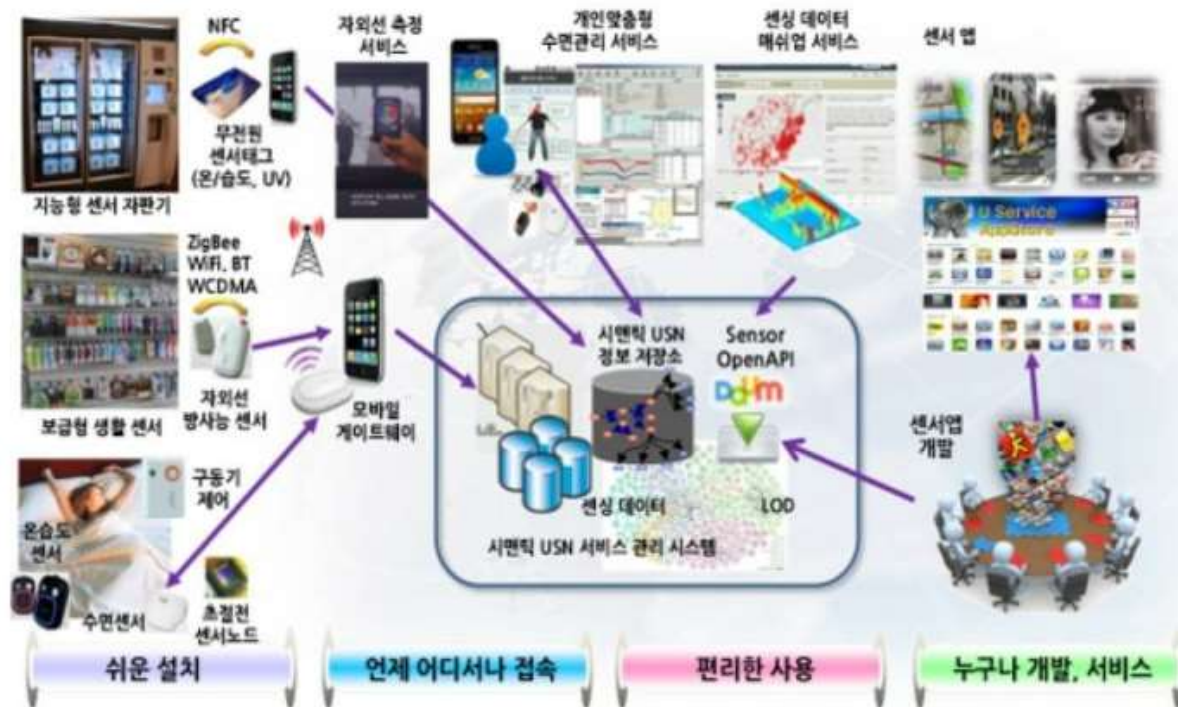 NFC
무전원
센서태그
(온/습도, UV)
지능형 센서 자판기
자외선 측정
서비스
개인맞춤형
수면관리 서비스
센싱 데이터
매쉬업 서비스
센서 앱
U Service
AppStore
ZigBee
WiFi, BT
WCDMA
자외선
방사능 센서
보급형 생활 센서
모바일
게이트웨이
시맨틱 USN
정보 저장소
Sensor
OpenAPI
Daum
센싱 데이터
LOD
시맨틱 USN 서비스 관리 시스템
센서앱
개발
구동기
제어
온습도
센서
수면센서
초절전
센서노드
쉬운 설치
언제 어디서나 접속
편리한 사용
누구나 개발, 서비스